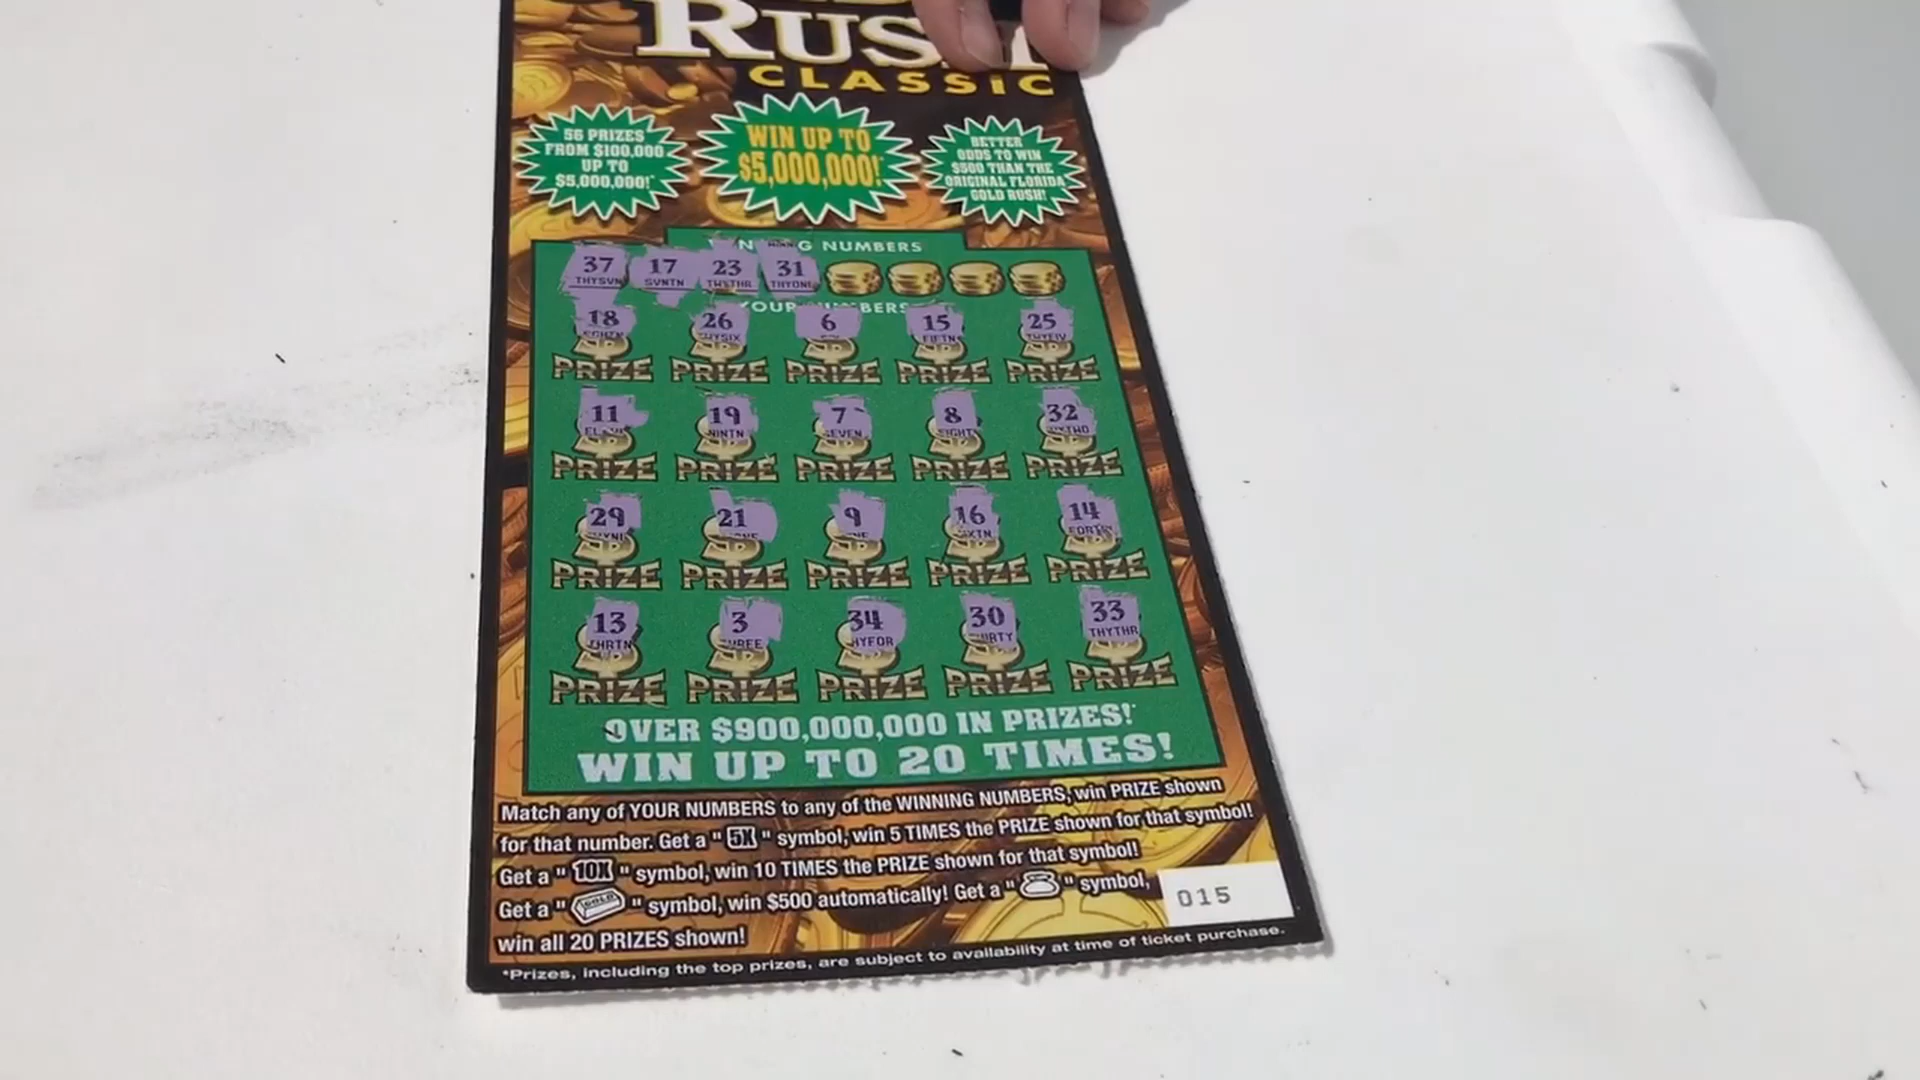 CLASSIC
56 PRIZES
FROM $100,000
UP TO
$5,000,000!*
WIN UP TO
$5,000,000!*
BETTER
ODDS TO WIN
$500 THAN THE
ORIGINAL FLORIDA
GOLD RUSH!
NUMBERS
37 17 23 31
THYSVN SVNTN TWYTHR THYONE
YOUR NUMBERS
18 26 6 15 25
PRIZE PRIZE PRIZE PRIZE PRIZE
11 19 7 8 32
NINTN
PRIZE PRIZE PRIZE PRIZE PRIZE
29 21 9 16 14
PRIZE PRIZE PRIZE PRIZE PRIZE
13 3 34 30 33
THRTN THYTHR
PRIZE PRIZE PRIZE PRIZE PRIZE
OVER $900,000,000 IN PRIZES!*
WIN UP TO 20 TIMES!
Match any of YOUR NUMBERS to any of the WINNING NUMBERS, win PRIZE shown
for that number. Get a "5X" symbol, win 5 TIMES the PRIZE shown for that symbol!
Get a "10X" symbol, win 10 TIMES the PRIZE shown for that symbol!
Get a "GOLD" symbol, win $500 automatically! Get a " " symbol,
win all 20 PRIZES shown!
015
*Prizes, including the top prizes, are subject to availability at time of ticket purchase.